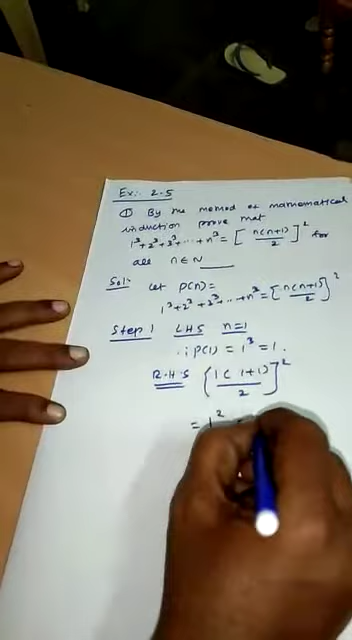 Ex:- 2.5
① By the method of mathematical
induction prove that
1³+2³+3³+...+n³ = [n(n+1)/2]² for
all n ∈ N
Sol:- Let P(n) =
1³+2³+3³+...+n³ = [n(n+1)/2]²
Step 1 LHS n=1
∴ P(1) = 1³ = 1.
R.H.S (1(1+1)/2]²
= 1² =